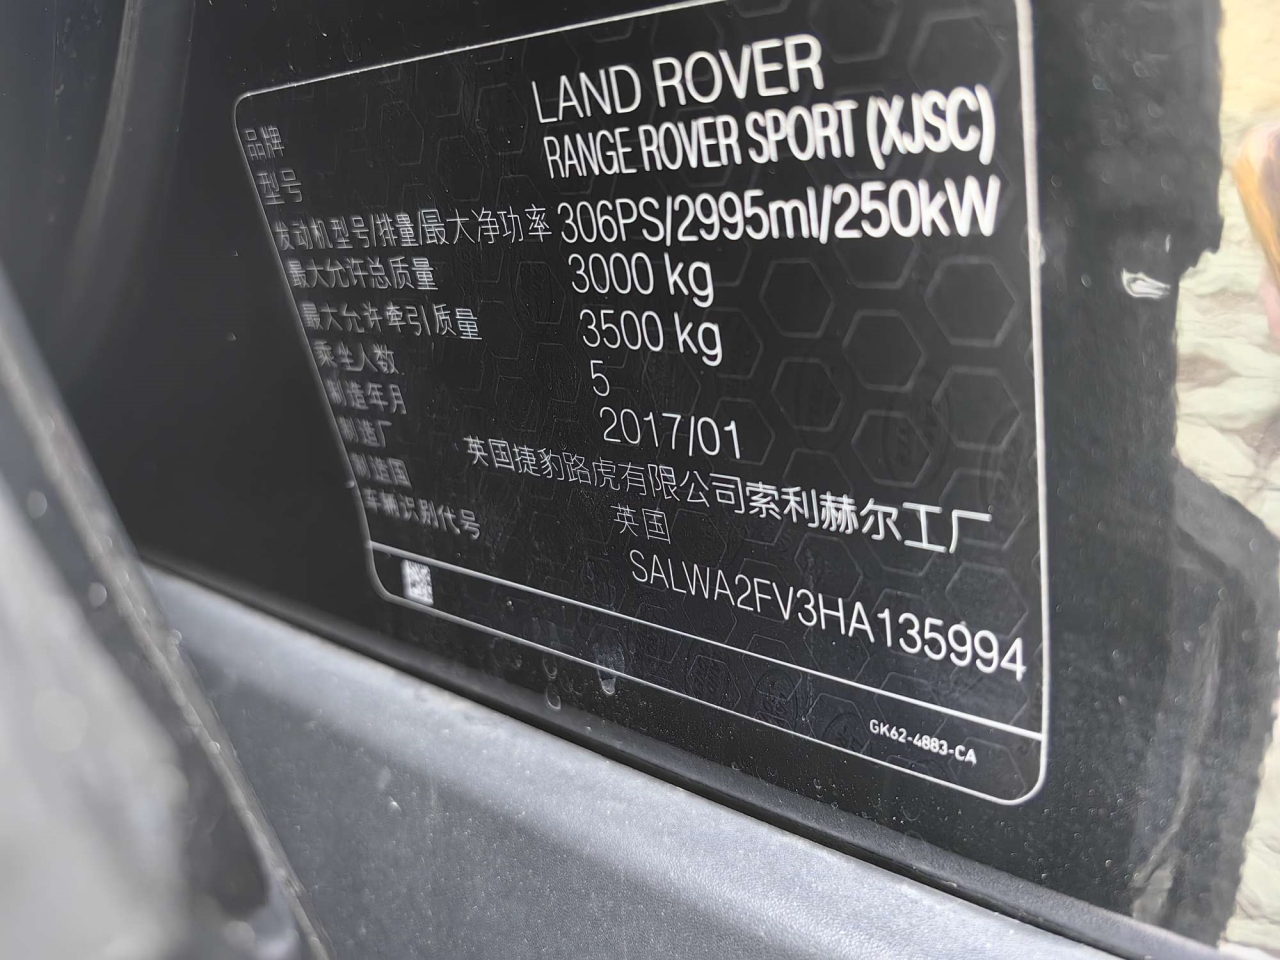 品牌 LAND ROVER
型号 RANGE ROVER SPORT (XJSC)
发动机型号/排量/最大净功率 306PS/2995ml/250kW
最大允许总质量 3000 kg
最大允许牵引质量 3500 kg
乘坐人数 5
制造年月 2017/01
制造厂 英国捷豹路虎有限公司索利赫尔工厂
制造国 英国
车辆识别代号 SALWA2FV3HA135994
GK62-4883-CA